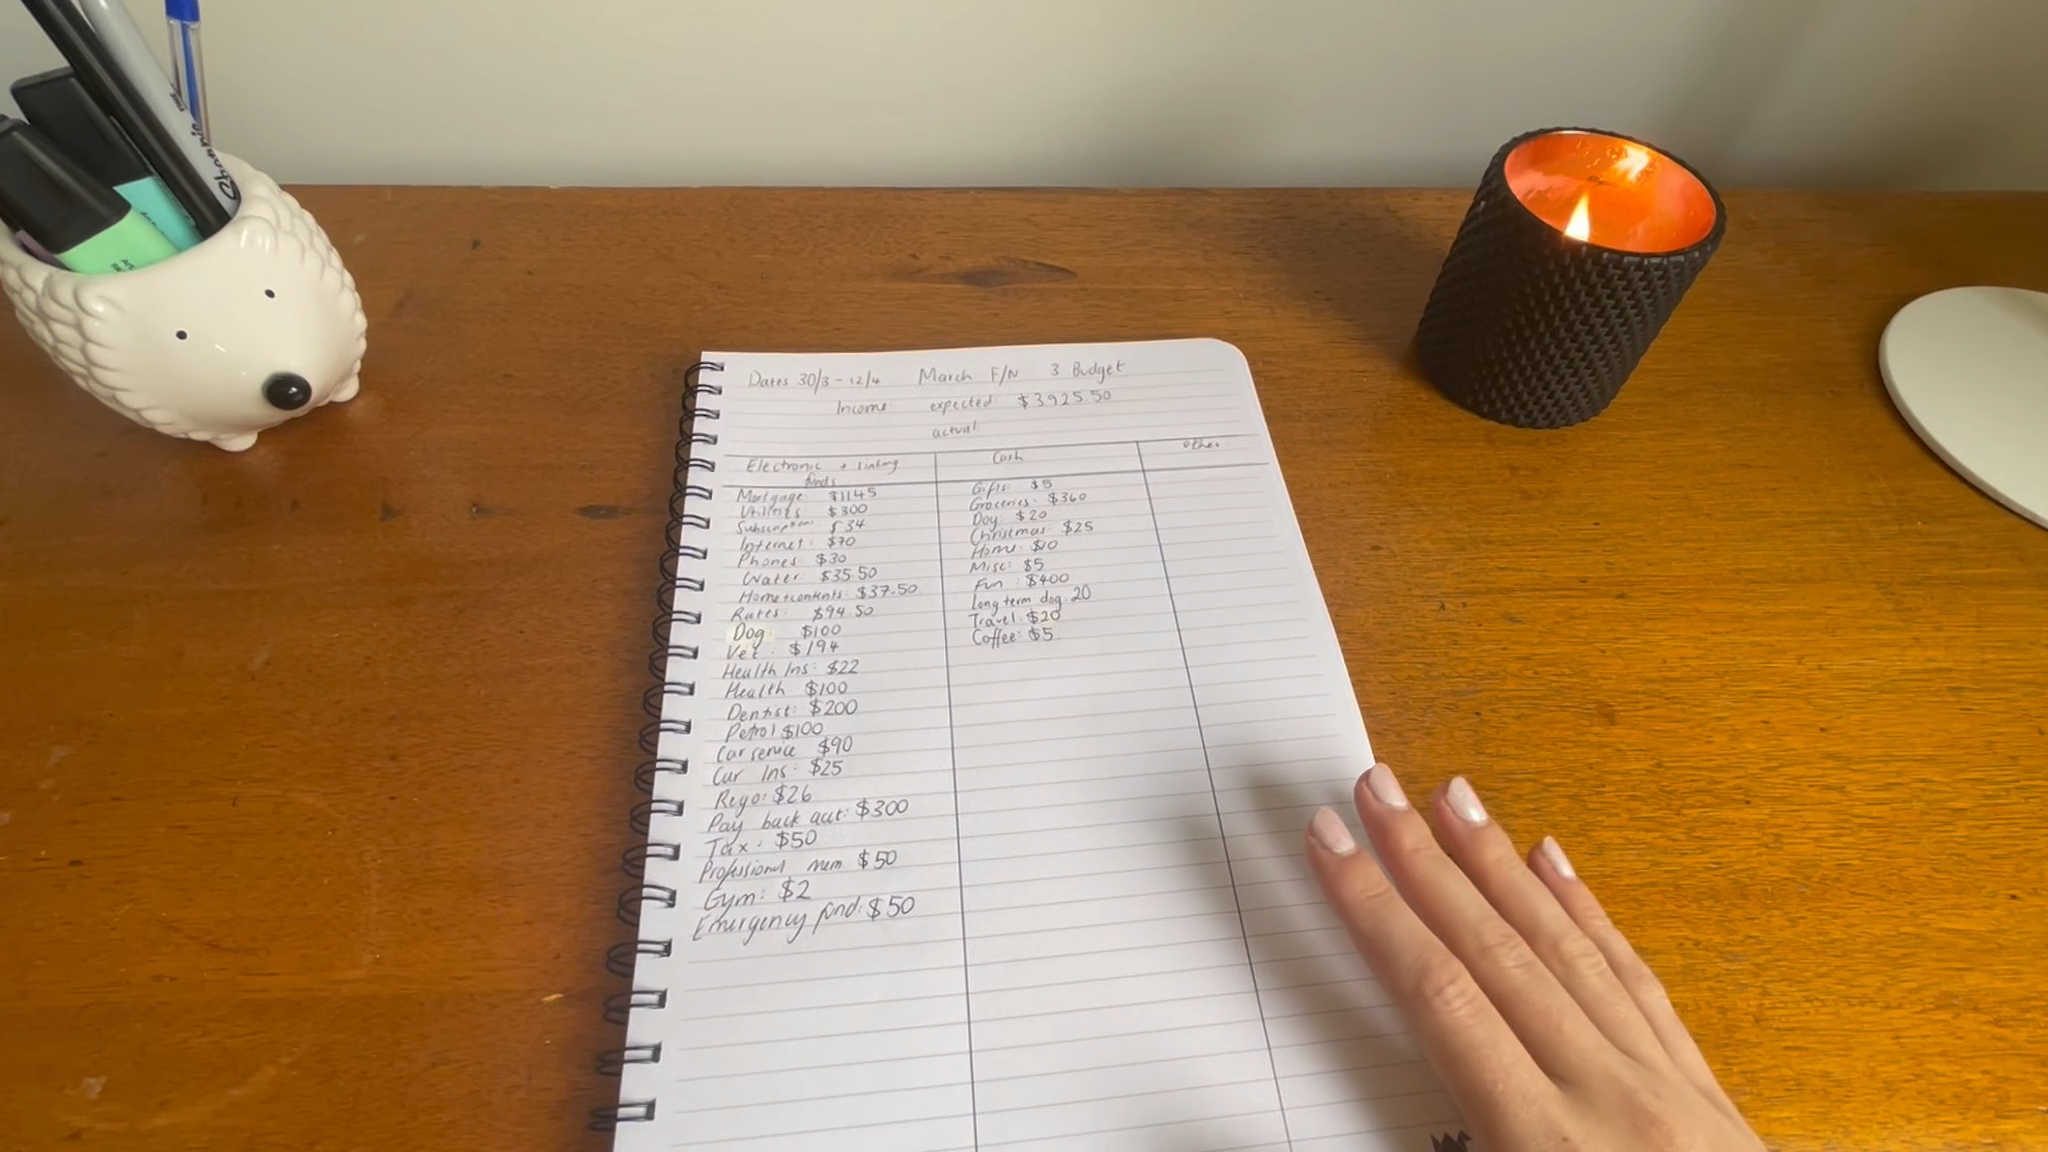 Dates 30/3 - 12/4 March F/N 3 Budget
Income expected $3925.50
actual
Electronic + sinking funds
Mortgage $1145
Utilities $300
Subscriptions $34
Internet: $70
Phones $30
Water: $35.50
Home+contents: $37.50
Rates: $94.50
Dog: $100
Vet: $194
Health Ins: $22
Health $100
Dentist: $200
Petrol $100
Car service $90
Car Ins: $25
Rego: $26
Pay back acct: $300
Tax: $50
Professional mem $50
Gym: $2
Emergency fund: $50
Cash
Gifts: $5
Groceries: $360
Dog: $20
Christmas: $25
Home: $10
Misc: $5
Fun: $400
Long term dog 20
Travel: $20
Coffee: $5
Other
Sharpie